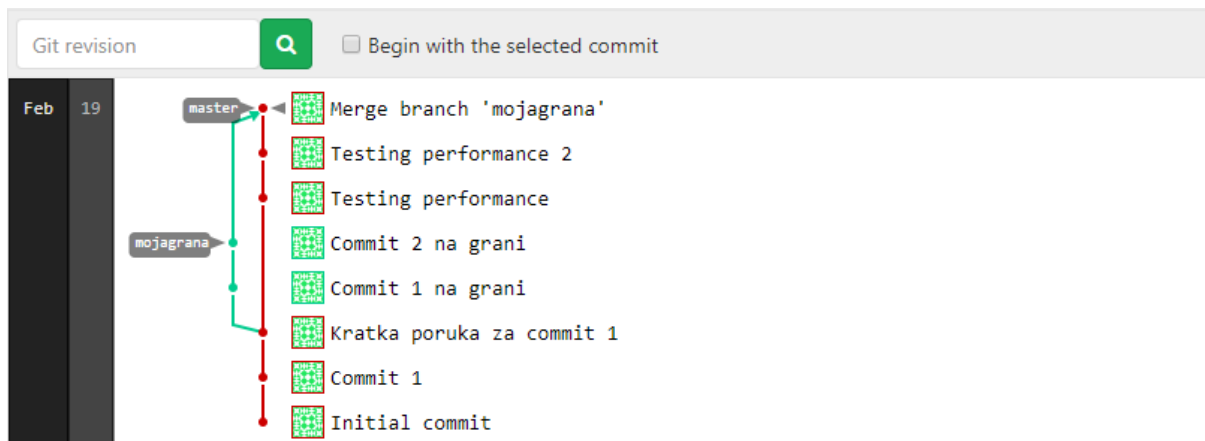 Git revision Begin with the selected commit
Feb 19 master Merge branch 'mojagrana'
Testing performance 2
Testing performance
mojagrana Commit 2 na grani
Commit 1 na grani
Kratka poruka za commit 1
Commit 1
Initial commit